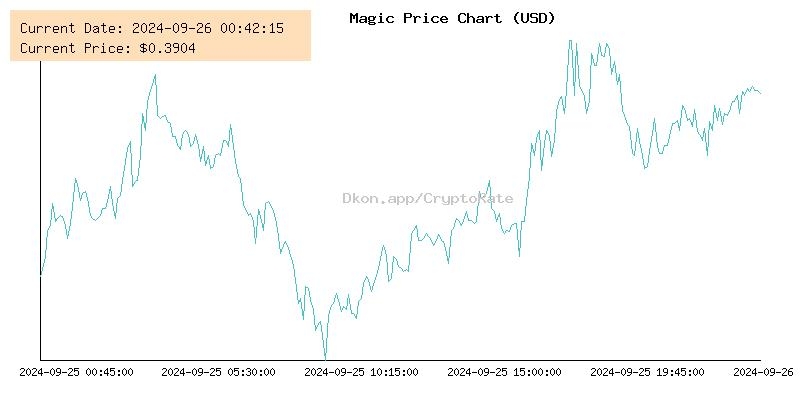 Magic Price Chart (USD)
Current Date: 2024-09-26 00:42:15
Current Price: $0.3904
Dkon.app/CryptoRate
2024-09-25 00:45:00 2024-09-25 05:30:00 2024-09-25 10:15:00 2024-09-25 15:00:00 2024-09-25 19:45:00 2024-09-26